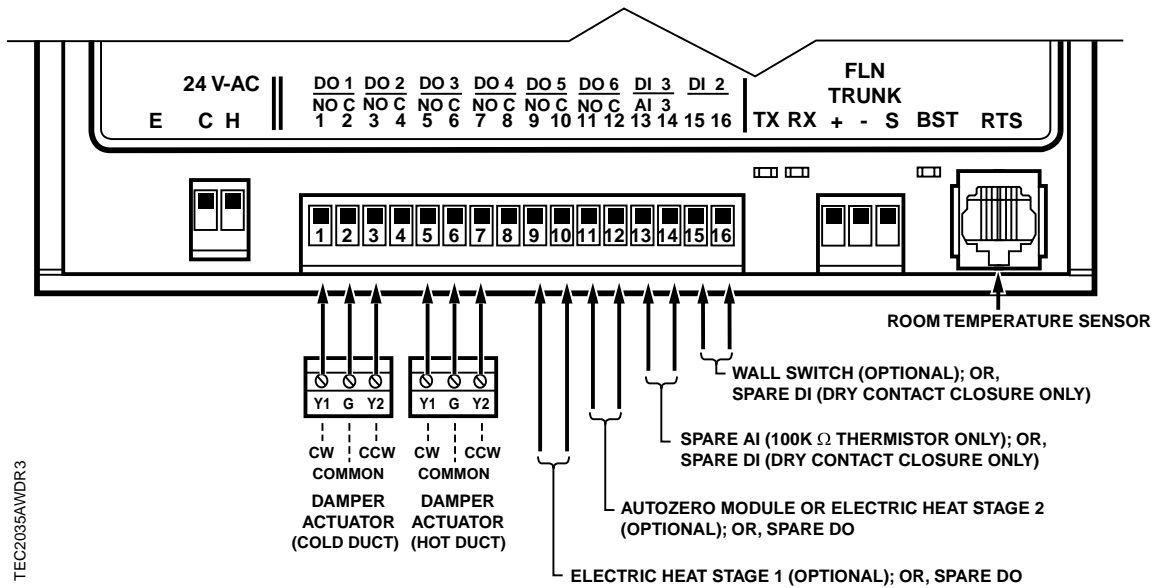 24 V-AC
DO 1 DO 2 DO 3 DO 4 DO 5 DO 6 DI 3 DI 2
FLN
TRUNK
NO C NO C NO C NO C NO C NO C AI 3
E C H 1 2 3 4 5 6 7 8 9 10 11 12 13 14 15 16 TX RX + - S BST RTS
1 2 3 4 5 6 7 8 9 10 11 12 13 14 15 16
ROOM TEMPERATURE SENSOR
WALL SWITCH (OPTIONAL); OR,
SPARE DI (DRY CONTACT CLOSURE ONLY)
Y1 G Y2 Y1 G Y2
SPARE AI (100K Ω THERMISTOR ONLY); OR,
SPARE DI (DRY CONTACT CLOSURE ONLY)
CW CCW CW CCW
COMMON COMMON
DAMPER
ACTUATOR
(COLD DUCT)
DAMPER
ACTUATOR
(HOT DUCT)
AUTOZERO MODULE OR ELECTRIC HEAT STAGE 2
(OPTIONAL); OR, SPARE DO
ELECTRIC HEAT STAGE 1 (OPTIONAL); OR, SPARE DO
TEC2035AWDR3